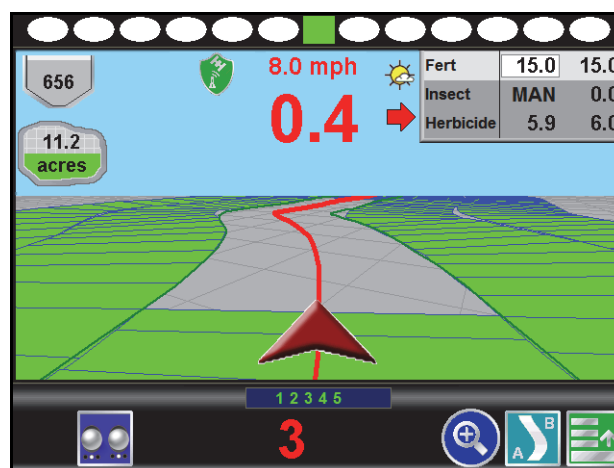 656
8.0 mph
0.4
11.2
acres
Fert 15.0 15.0
Insect MAN 0.0
Herbicide 5.9 6.0
1 2 3 4 5
3
A B